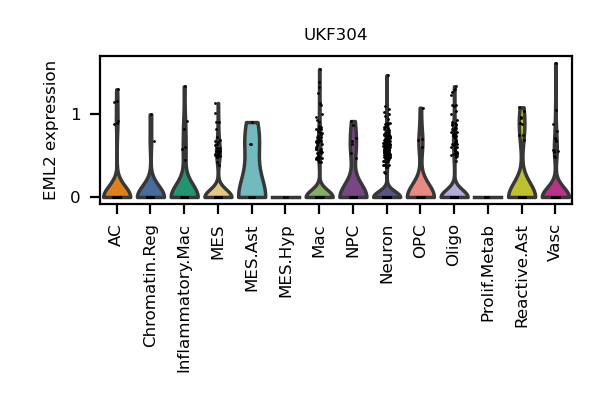 UKF304
EML2 expression
1
0
AC
Chromatin.Reg
Inflammatory.Mac
MES
MES.Ast
MES.Hyp
Mac
NPC
Neuron
OPC
Oligo
Prolif.Metab
Reactive.Ast
Vasc